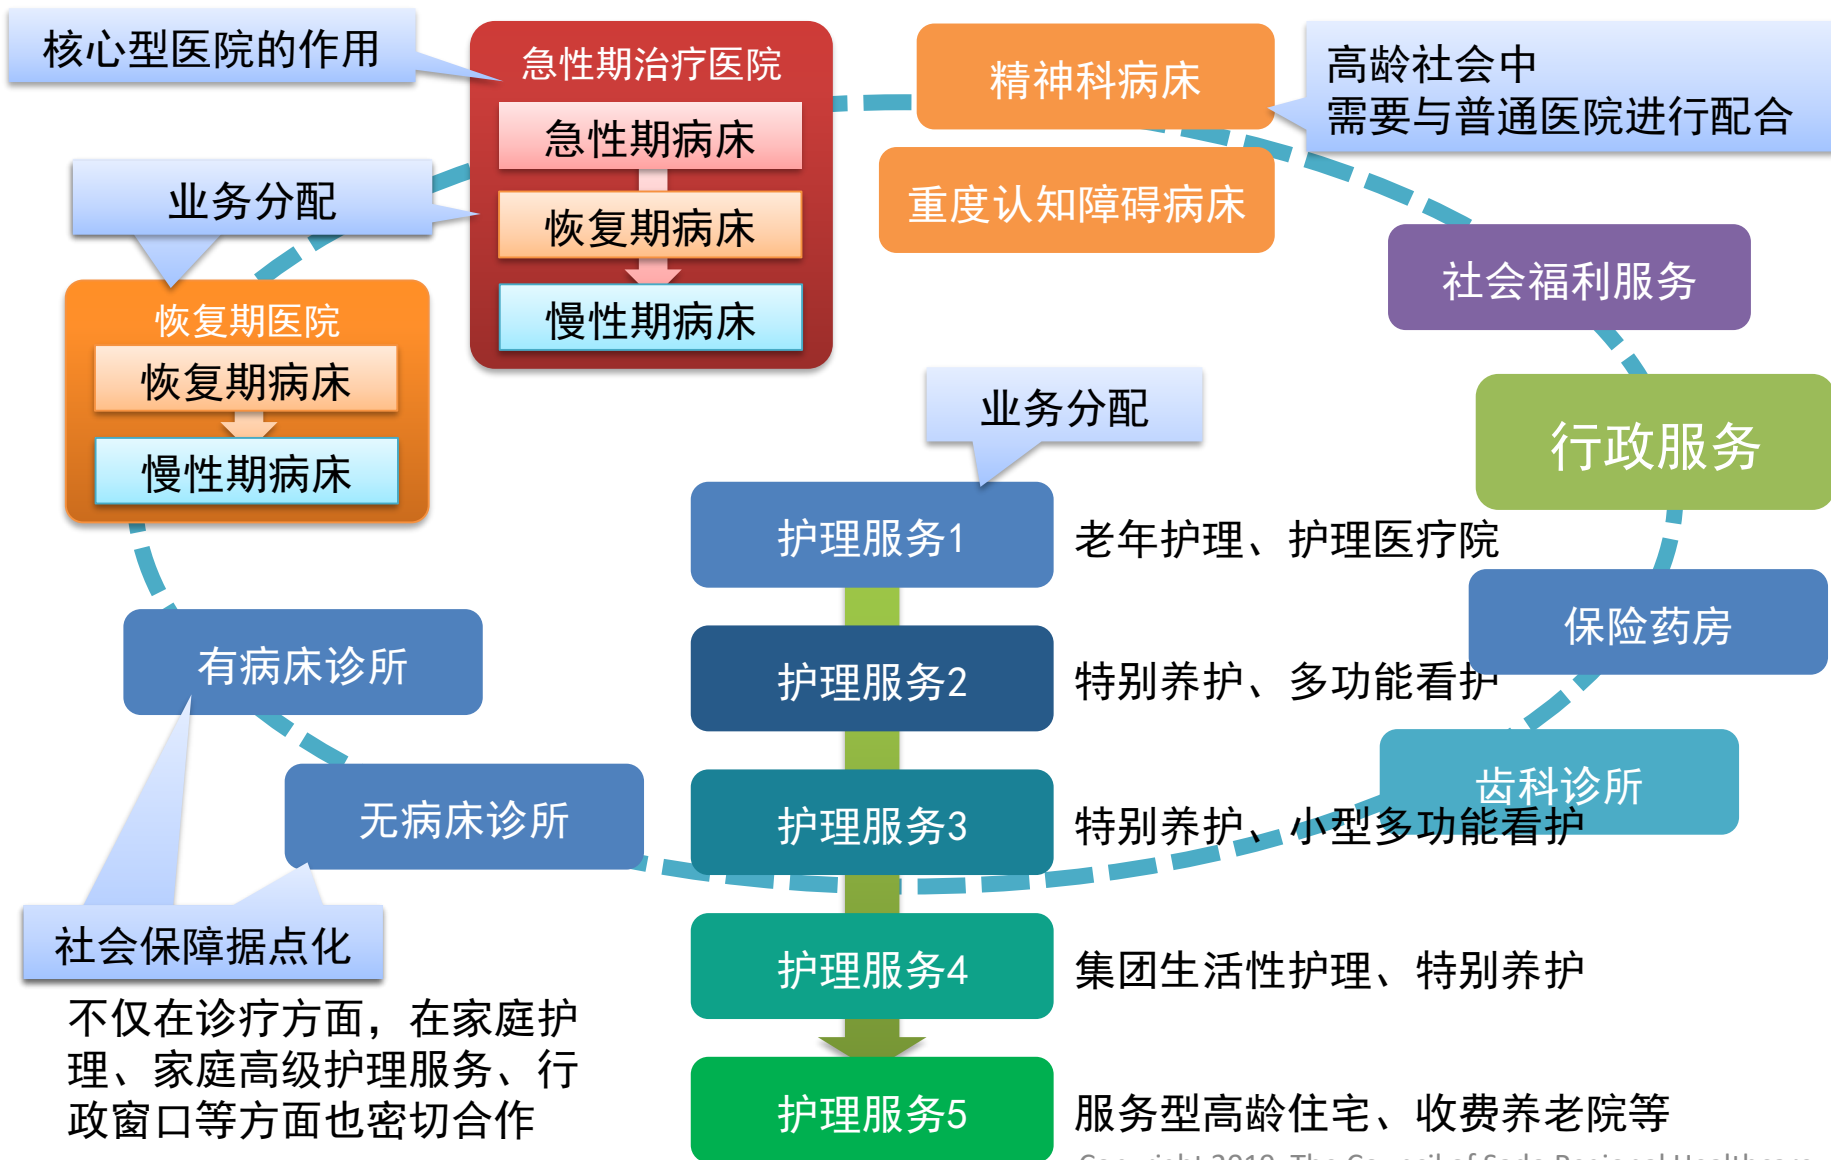 核心型医院的作用
急性期治疗医院
急性期病床
恢复期病床
慢性期病床
精神科病床
重度认知障碍病床
高龄社会中
需要与普通医院进行配合
业务分配
恢复期医院
恢复期病床
慢性期病床
社会福利服务
行政服务
业务分配
护理服务1
老年护理、护理医疗院
保险药房
有病床诊所
护理服务2
特别养护、多功能看护
齿科诊所
无病床诊所
护理服务3
特别养护、小型多功能看护
社会保障据点化
护理服务4
集团生活性护理、特别养护
不仅在诊疗方面，在家庭护
理、家庭高级护理服务、行
政窗口等方面也密切合作
护理服务5
服务型高龄住宅、收费养老院等
Copyright 2019 The Council of Sado Regional Healthcare